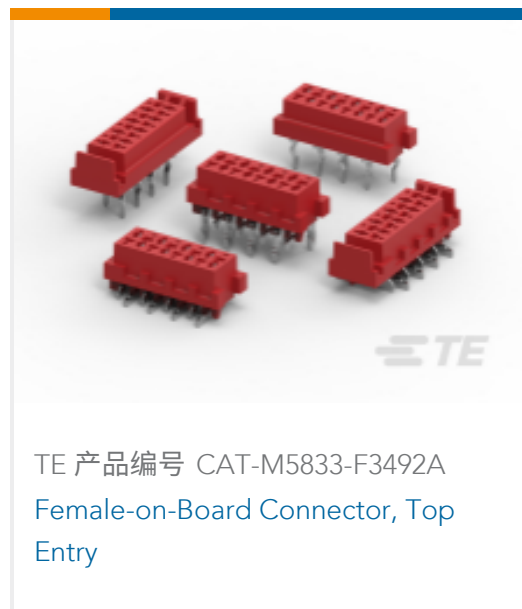 TE
TE 产品编号 CAT-M5833-F3492A
Female-on-Board Connector, Top
Entry